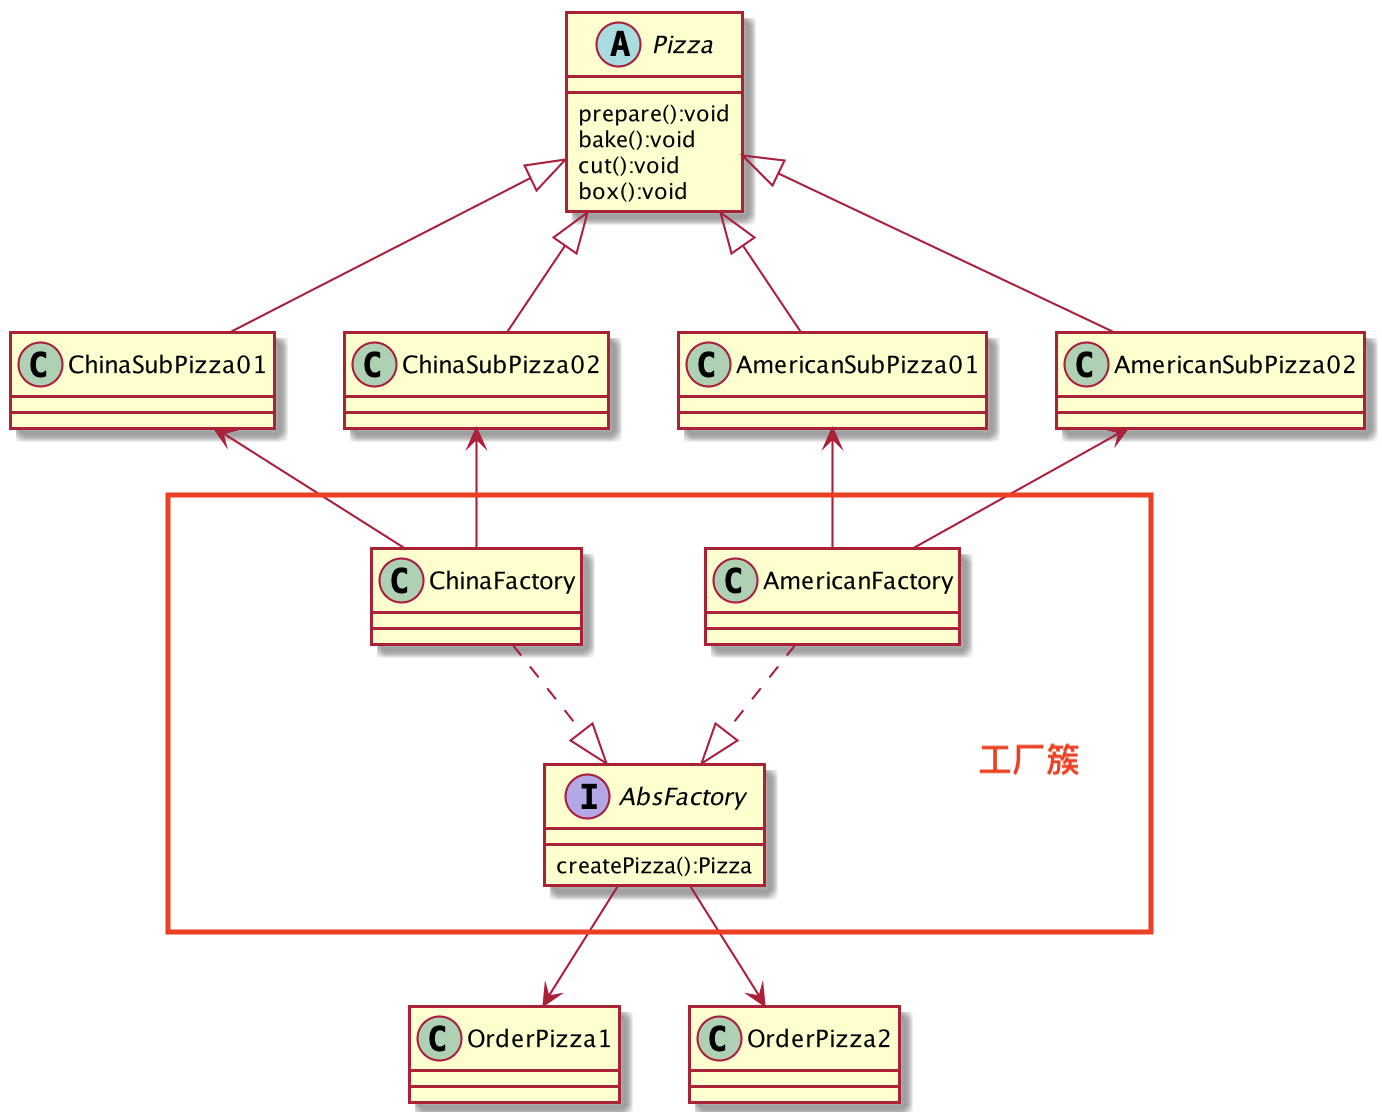 A Pizza
prepare():void
bake():void
cut():void
box():void
C ChinaSubPizza01
C ChinaSubPizza02
C AmericanSubPizza01
C AmericanSubPizza02
C ChinaFactory
C AmericanFactory
工厂簇
I AbsFactory
createPizza():Pizza
C OrderPizza1
C OrderPizza2